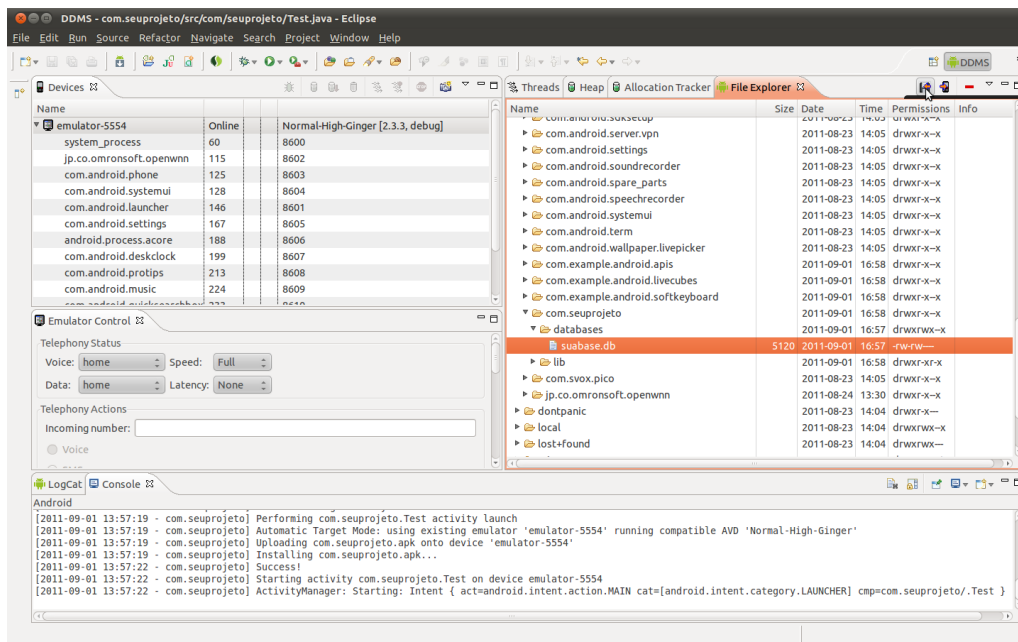 DDMS - com.seuprojeto/src/com/seuprojeto/Test.java - Eclipse
File Edit Run Source Refactor Navigate Search Project Window Help
DDMS
Devices
Name
emulator-5554 Online Normal-High-Ginger [2.3.3, debug]
system_process 60 8600
jp.co.omronsoft.openwnn 115 8602
com.android.phone 125 8603
com.android.systemui 128 8604
com.android.launcher 146 8601
com.android.settings 167 8605
android.process.acore 188 8606
com.android.deskclock 199 8607
com.android.protips 213 8608
com.android.music 224 8609
com.android.quicksearchbox 233 8610
Emulator Control
Telephony Status
Voice: home Speed: Full
Data: home Latency: None
Telephony Actions
Incoming number:
Voice
Threads Heap Allocation Tracker File Explorer
Name Size Date Time Permissions Info
com.android.sdksetup 2011-08-23 14:05 drwxr-x--x
com.android.server.vpn 2011-08-23 14:05 drwxr-x--x
com.android.settings 2011-08-23 14:05 drwxr-x--x
com.android.soundrecorder 2011-08-23 14:05 drwxr-x--x
com.android.spare_parts 2011-08-23 14:05 drwxr-x--x
com.android.speechrecorder 2011-08-23 14:05 drwxr-x--x
com.android.systemui 2011-08-23 14:05 drwxr-x--x
com.android.term 2011-08-23 14:05 drwxr-x--x
com.android.wallpaper.livepicker 2011-08-23 14:05 drwxr-x--x
com.example.android.apis 2011-09-01 16:58 drwxr-x--x
com.example.android.livecubes 2011-09-01 16:58 drwxr-x--x
com.example.android.softkeyboard 2011-09-01 16:58 drwxr-x--x
com.seuprojeto 2011-09-01 16:58 drwxr-x--x
databases 2011-09-01 16:57 drwxrwx--x
suabase.db 5120 2011-09-01 16:57 -rw-rw----
lib 2011-09-01 16:58 drwxr-xr-x
com.svox.pico 2011-08-23 14:05 drwxr-x--x
jp.co.omronsoft.openwnn 2011-08-24 13:30 drwxr-x--x
dontpanic 2011-08-23 14:04 drwxr-x---
local 2011-08-23 14:04 drwxrwx--x
lost+found 2011-08-23 14:04 drwxrwx---
LogCat Console
Android
[2011-09-01 13:57:19 - com.seuprojeto] Performing com.seuprojeto.Test activity launch
[2011-09-01 13:57:19 - com.seuprojeto] Automatic Target Mode: using existing emulator 'emulator-5554' running compatible AVD 'Normal-High-Ginger'
[2011-09-01 13:57:19 - com.seuprojeto] Uploading com.seuprojeto.apk onto device 'emulator-5554'
[2011-09-01 13:57:19 - com.seuprojeto] Installing com.seuprojeto.apk...
[2011-09-01 13:57:22 - com.seuprojeto] Success!
[2011-09-01 13:57:22 - com.seuprojeto] Starting activity com.seuprojeto.Test on device emulator-5554
[2011-09-01 13:57:22 - com.seuprojeto] ActivityManager: Starting: Intent { act=android.intent.action.MAIN cat=[android.intent.category.LAUNCHER] cmp=com.seuprojeto/.Test }